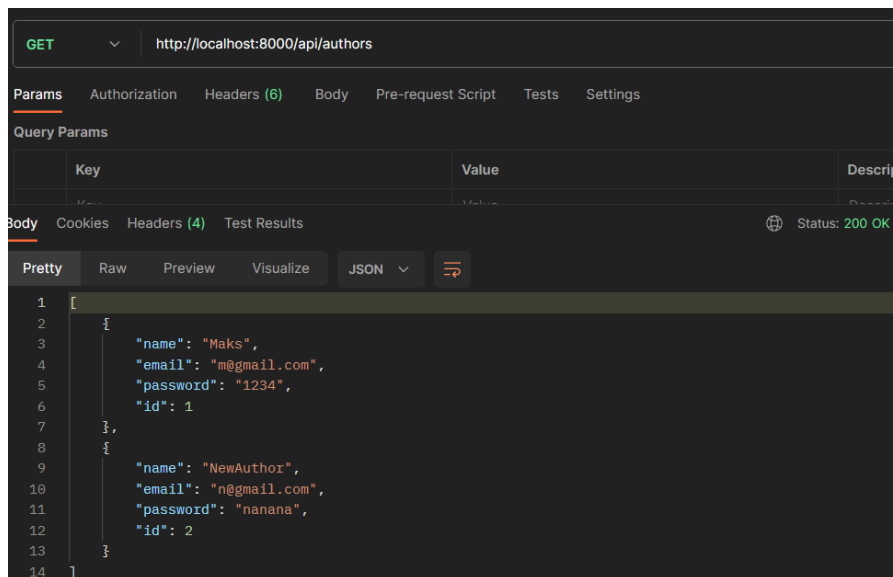 GET http://localhost:8000/api/authors
Params Authorization Headers (6) Body Pre-request Script Tests Settings
Query Params
Key Value Descrip
Key Value
Body Cookies Headers (4) Test Results Status: 200 OK
Pretty Raw Preview Visualize JSON
1 [
2 {
3 "name": "Maks",
4 "email": "m@gmail.com",
5 "password": "1234",
6 "id": 1
7 },
8 {
9 "name": "NewAuthor",
10 "email": "n@gmail.com",
11 "password": "nanana",
12 "id": 2
13 }
14 ]